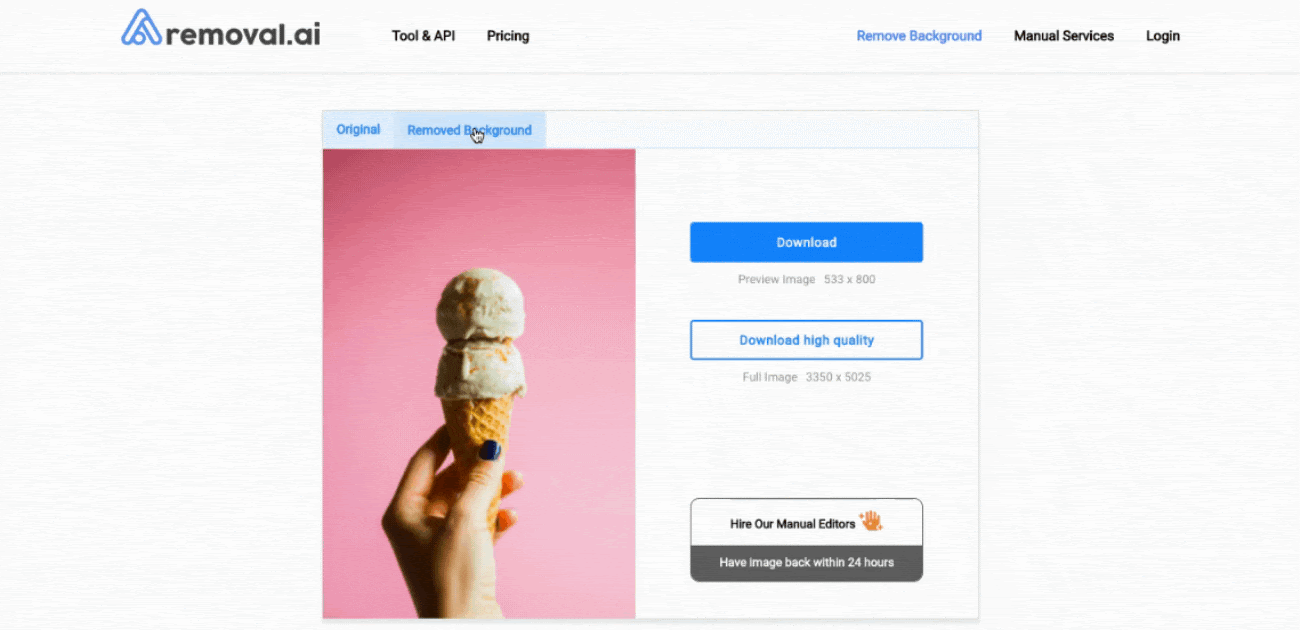 removal.ai
Tool & API
Pricing
Remove Background
Manual Services
Login
Original
Removed Background
Download
Preview Image 533 x 800
Download high quality
Full Image 3350 x 5025
Hire Our Manual Editors
Have image back within 24 hours